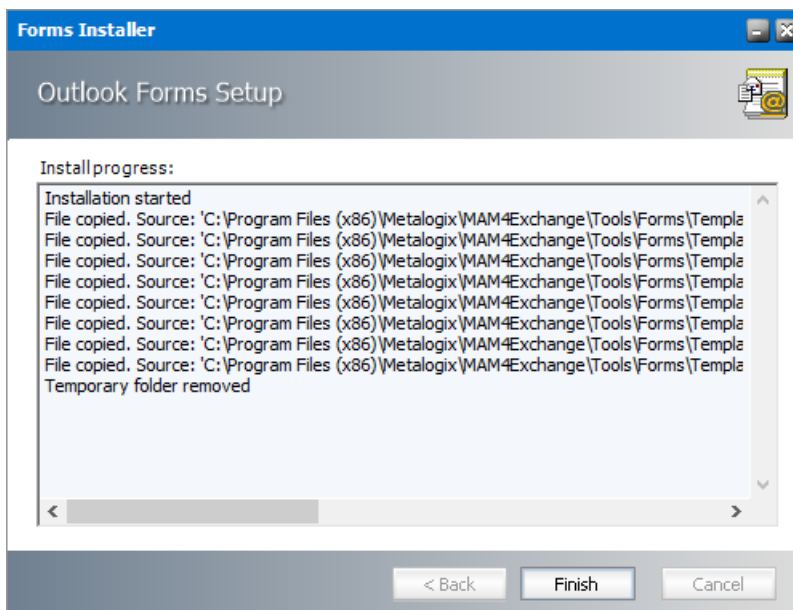 Forms Installer
Outlook Forms Setup
Install progress:
Installation started
File copied. Source: 'C:\Program Files (x86)\Metalogix\MAM4Exchange\Tools\Forms\Templa
File copied. Source: 'C:\Program Files (x86)\Metalogix\MAM4Exchange\Tools\Forms\Templa
File copied. Source: 'C:\Program Files (x86)\Metalogix\MAM4Exchange\Tools\Forms\Templa
File copied. Source: 'C:\Program Files (x86)\Metalogix\MAM4Exchange\Tools\Forms\Templa
File copied. Source: 'C:\Program Files (x86)\Metalogix\MAM4Exchange\Tools\Forms\Templa
File copied. Source: 'C:\Program Files (x86)\Metalogix\MAM4Exchange\Tools\Forms\Templa
File copied. Source: 'C:\Program Files (x86)\Metalogix\MAM4Exchange\Tools\Forms\Templa
File copied. Source: 'C:\Program Files (x86)\Metalogix\MAM4Exchange\Tools\Forms\Templa
Temporary folder removed
< Back Finish Cancel